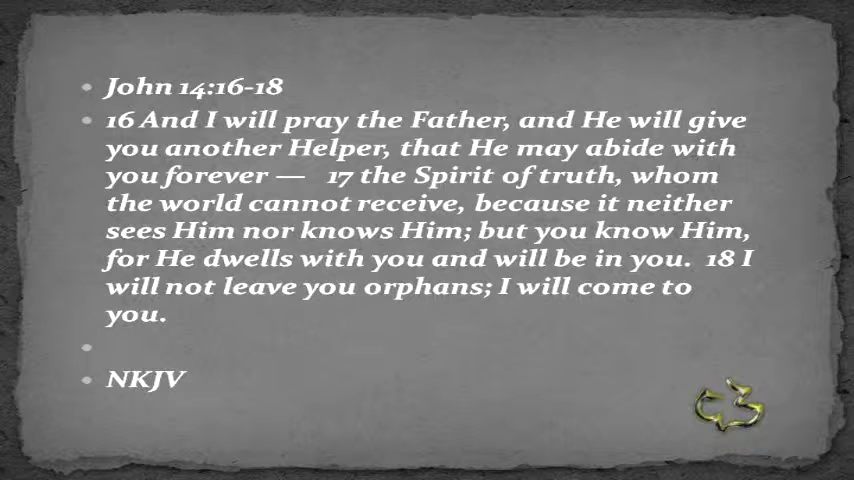 John 14:16-18
16 And I will pray the Father, and He will give
you another Helper, that He may abide with
you forever — 17 the Spirit of truth, whom
the world cannot receive, because it neither
sees Him nor knows Him; but you know Him,
for He dwells with you and will be in you. 18 I
will not leave you orphans; I will come to
you.
NKJV